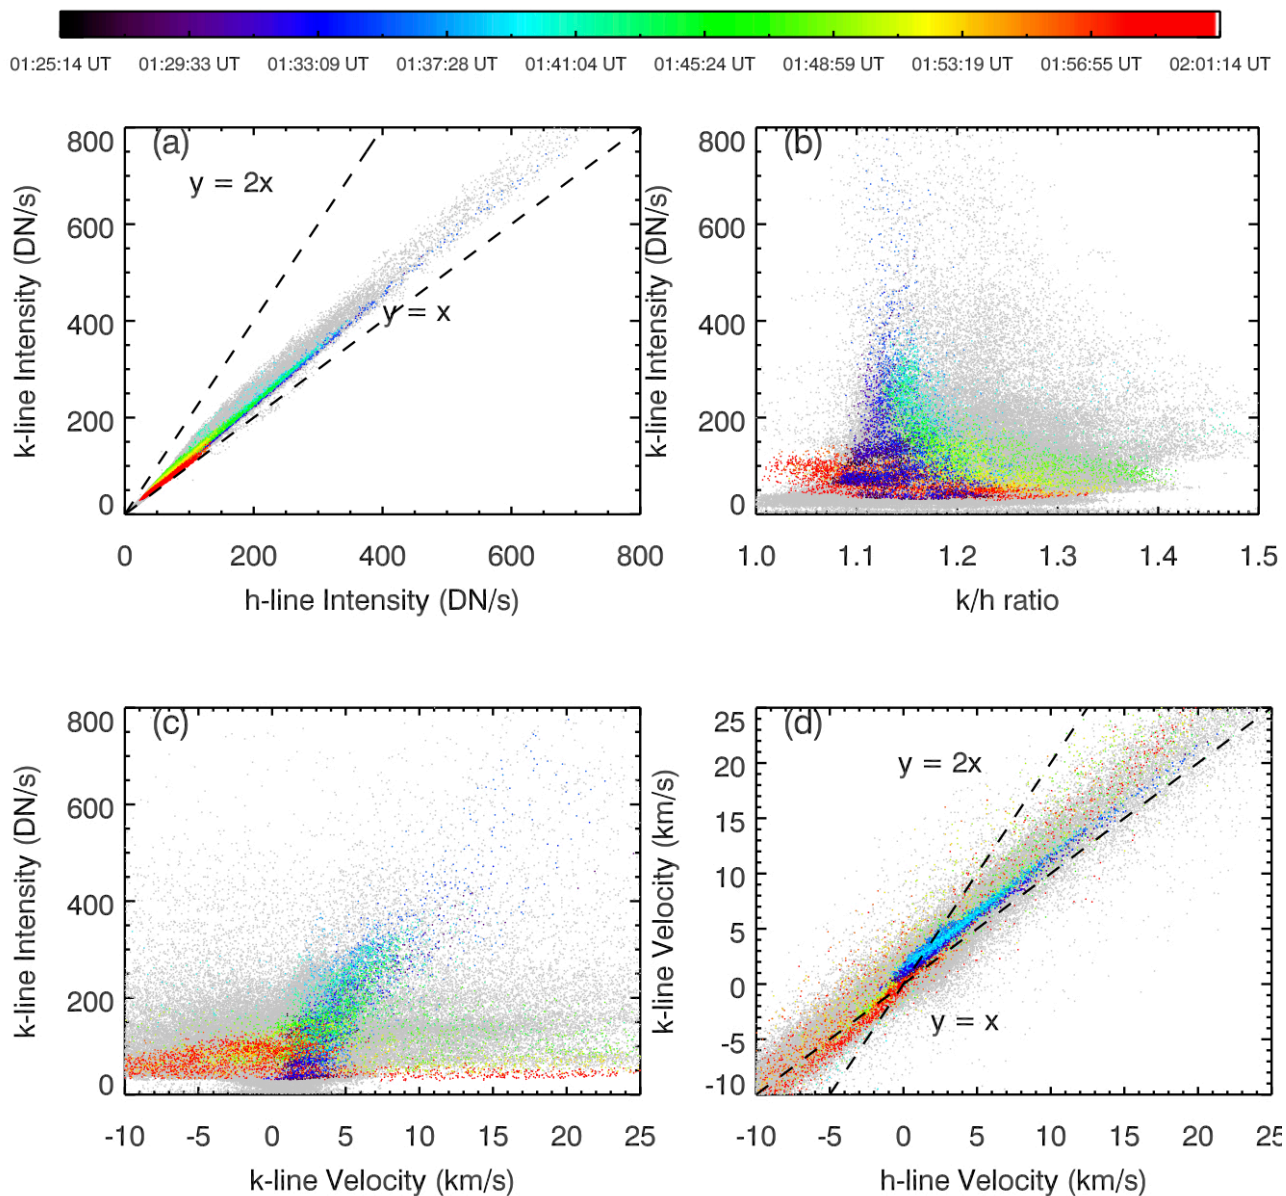 01:25:14 UT 01:29:33 UT 01:33:09 UT 01:37:28 UT 01:41:04 UT 01:45:24 UT 01:48:59 UT 01:53:19 UT 01:56:55 UT 02:01:14 UT
(a)
y = 2x
y = x
800
600
400
200
0
k-line Intensity (DN/s)
0 200 400 600 800
h-line Intensity (DN/s)
(b)
800
600
400
200
0
k-line Intensity (DN/s)
1.0 1.1 1.2 1.3 1.4 1.5
k/h ratio
(c)
800
600
400
200
0
k-line Intensity (DN/s)
-10 -5 0 5 10 15 20 25
k-line Velocity (km/s)
(d)
y = 2x
y = x
25
20
15
10
5
0
-5
-10
k-line Velocity (km/s)
-10 -5 0 5 10 15 20 25
h-line Velocity (km/s)